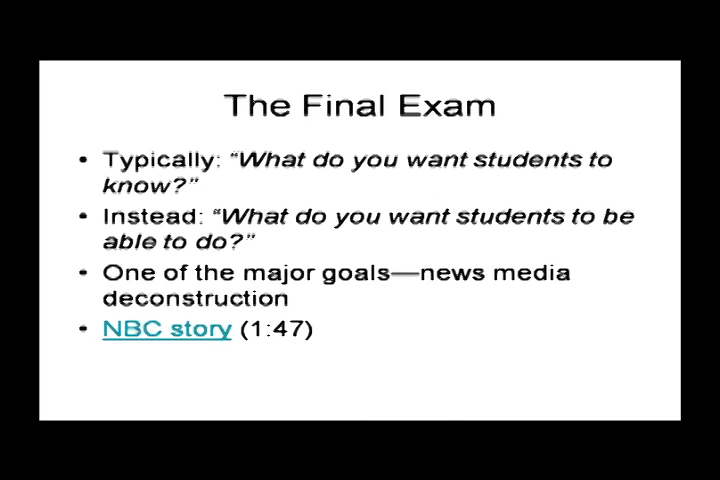 The Final Exam
• Typically: “What do you want students to
know?”
• Instead: “What do you want students to be
able to do?”
• One of the major goals—news media
deconstruction
• NBC story (1:47)